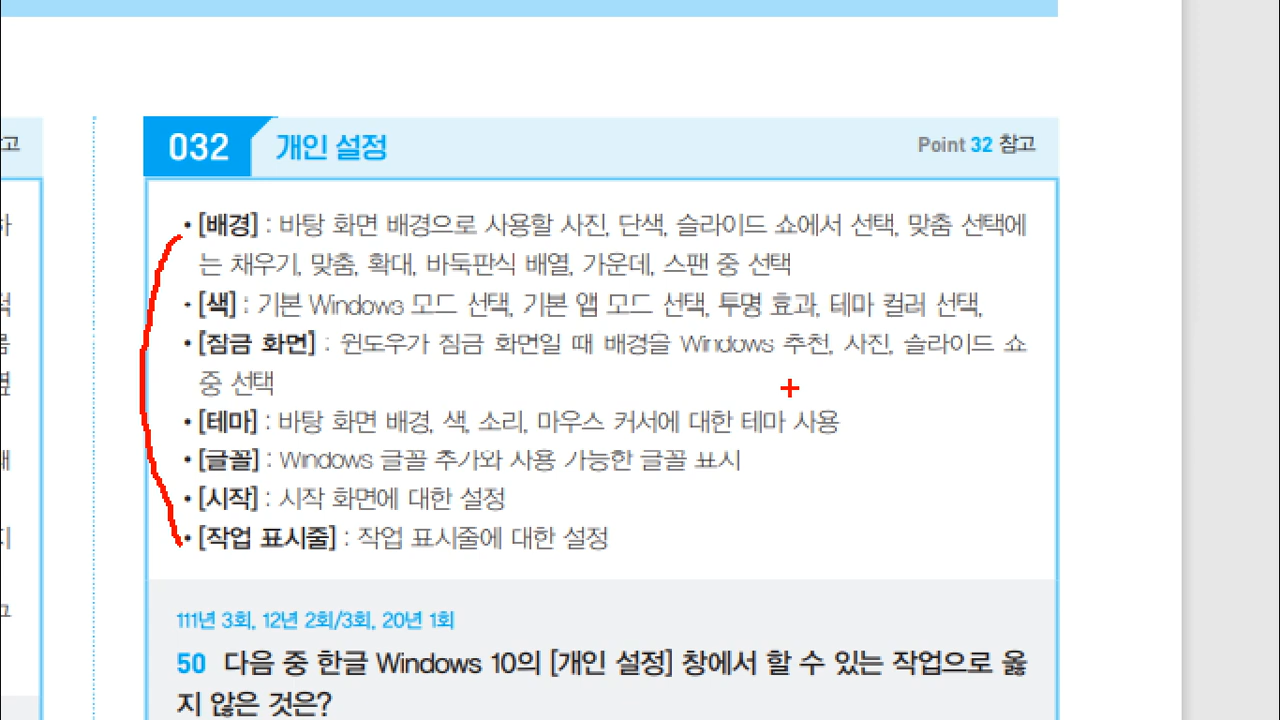 고
032 개인 설정 Point 32 참고
• [배경] : 바탕 화면 배경으로 사용할 사진, 단색, 슬라이드 쇼에서 선택, 맞춤 선택에
는 채우기, 맞춤, 확대, 바둑판식 배열, 가운데, 스팬 중 선택
• [색] : 기본 Windows 모드 선택, 기본 앱 모드 선택, 투명 효과, 테마 컬러 선택,
• [잠금 화면] : 윈도우가 잠금 화면일 때 배경을 Windows 추천, 사진, 슬라이드 쇼
중 선택
• [테마] : 바탕 화면 배경, 색, 소리, 마우스 커서에 대한 테마 사용
• [글꼴] : Windows 글꼴 추가와 사용 가능한 글꼴 표시
• [시작] : 시작 화면에 대한 설정
• [작업 표시줄] : 작업 표시줄에 대한 설정
111년 3회, 12년 2회/3회, 20년 1회
50 다음 중 한글 Windows 10의 [개인 설정] 창에서 할 수 있는 작업으로 옳
지 않은 것은?